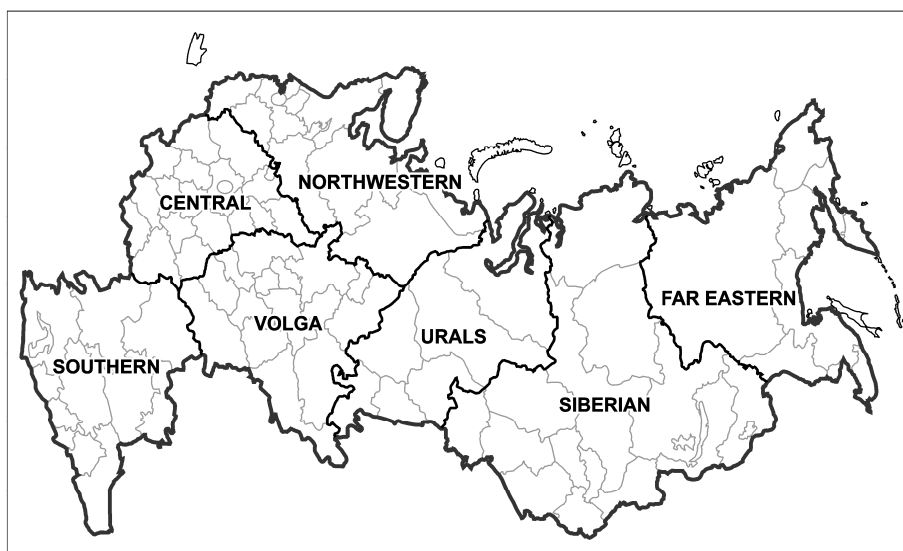 NORTHWESTERN
CENTRAL
FAR EASTERN
VOLGA
URALS
SOUTHERN
SIBERIAN